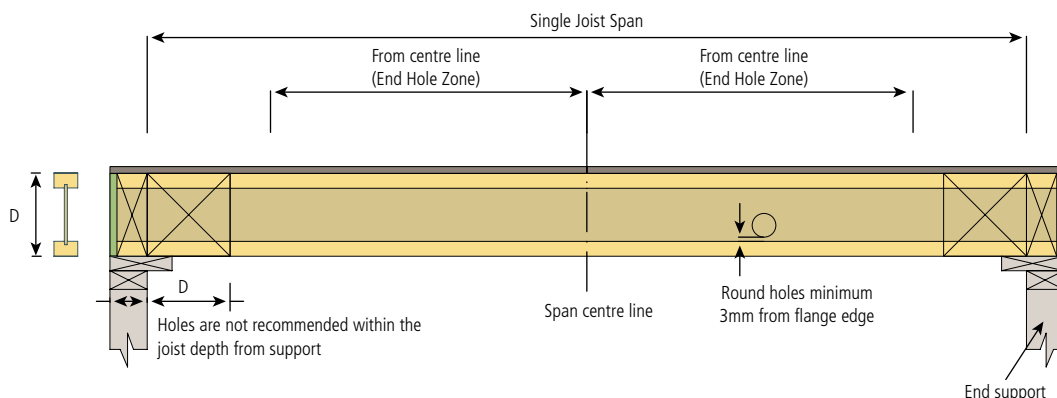 Single Joist Span
From centre line
(End Hole Zone)
From centre line
(End Hole Zone)
D
D
Holes are not recommended within the
joist depth from support
Span centre line
Round holes minimum
3mm from flange edge
End support